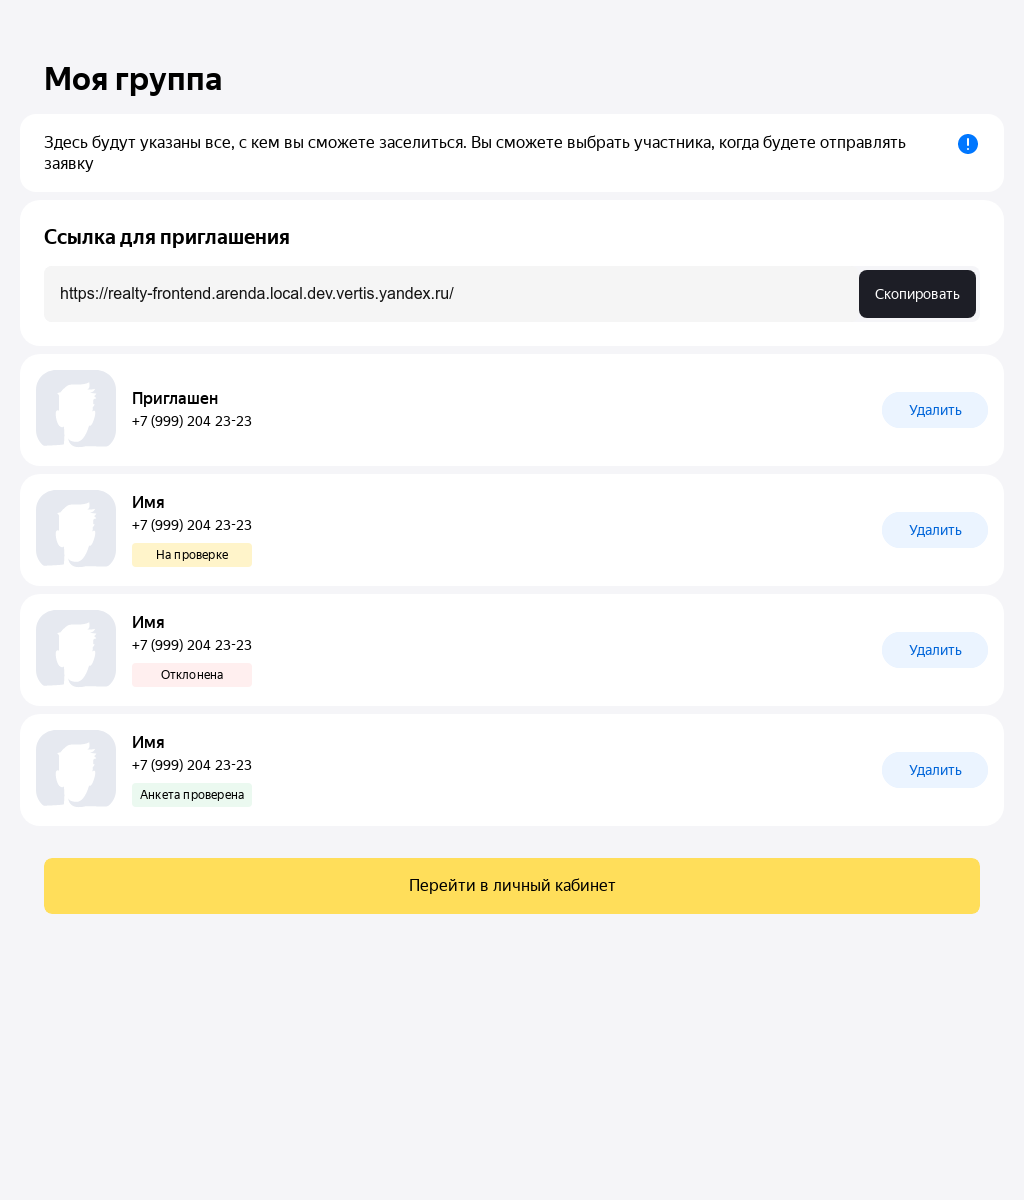 Моя группа
Здесь будут указаны все, с кем вы сможете заселиться. Вы сможете выбрать участника, когда будете отправлять
заявку
Ссылка для приглашения
https://realty-frontend.arenda.local.dev.vertis.yandex.ru/
Скопировать
Приглашен
+7 (999) 204 23-23
Удалить
Имя
+7 (999) 204 23-23
На проверке
Удалить
Имя
+7 (999) 204 23-23
Отклонена
Удалить
Имя
+7 (999) 204 23-23
Анкета проверена
Удалить
Перейти в личный кабинет